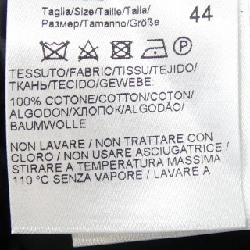 Taglia/Size/Taille/Talla/
Размер/Tamanho/Größe
44
P
TESSUTO/FABRIC/TISSU/TEJIDO/
ТКАНЬ/TECIDO/GEWEBE:
100% COTONE/COTTON/COTON/
ALGODON/ХЛОПОК/ALGODÃO/
BAUMWOLLE
NON LAVARE / NON TRATTARE CON
CLORO / NON USARE ASCIUGATRICE /
STIRARE A TEMPERATURA MASSIMA
110 °C SENZA VAPORE / LAVARE A